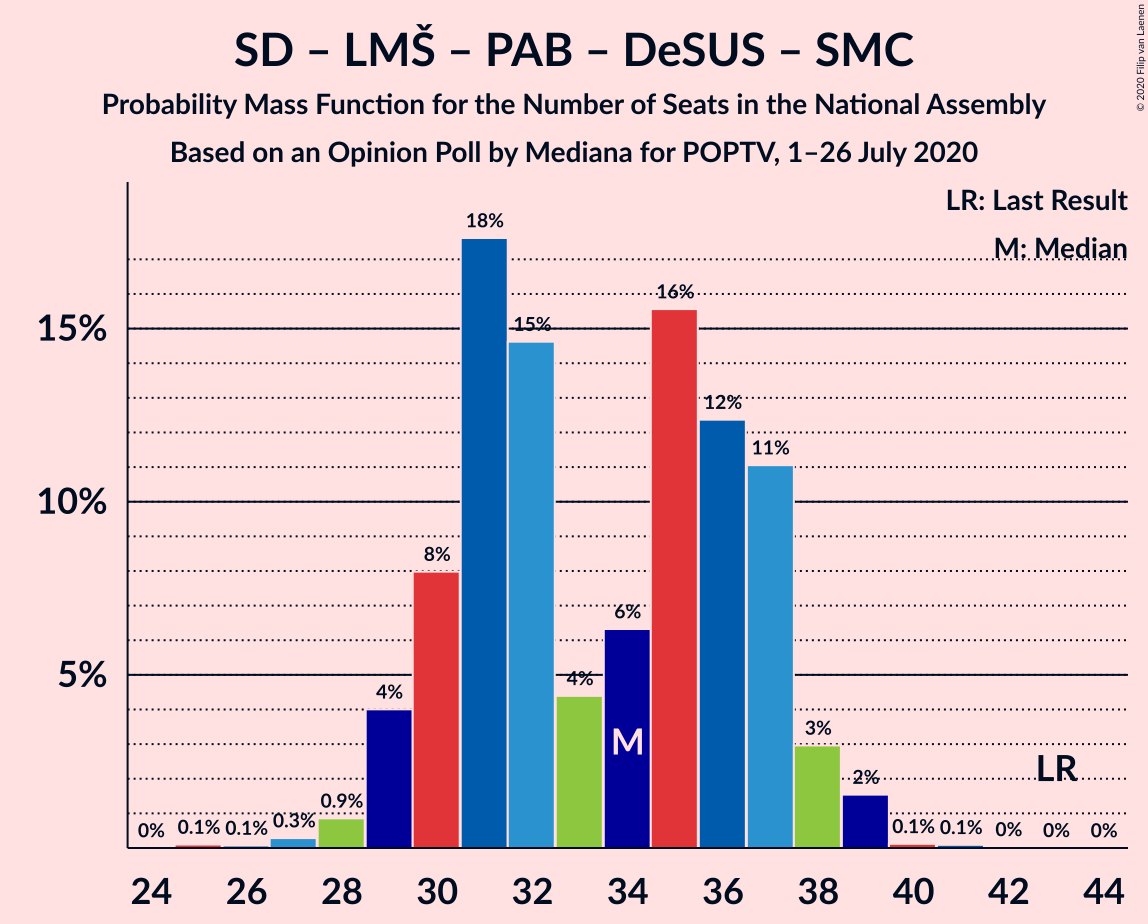 SD – LMŠ – PAB – DeSUS – SMC
Probability Mass Function for the Number of Seats in the National Assembly
Based on an Opinion Poll by Mediana for POPTV, 1–26 July 2020
© 2020 Filip van Laenen
LR: Last Result
M: Median
15%
10%
5%
0%
0.1%
0.1%
0.3%
0.9%
4%
8%
18%
15%
4%
6%
16%
12%
11%
3%
2%
0.1%
0.1%
0%
0%
0%
M
LR
24 26 28 30 32 34 36 38 40 42 44